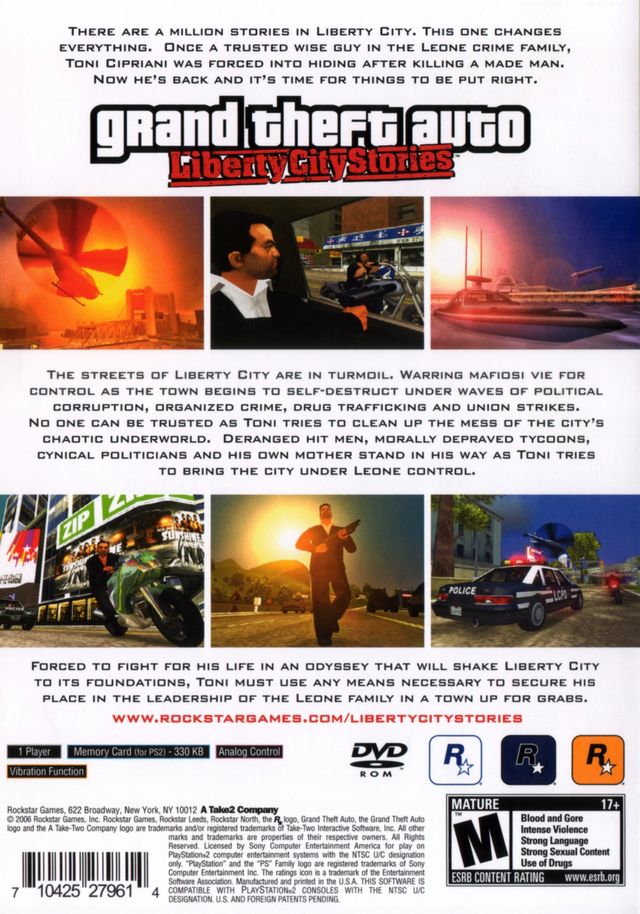 THERE ARE A MILLION STORIES IN LIBERTY CITY. THIS ONE CHANGES
EVERYTHING. ONCE A TRUSTED WISE GUY IN THE LEONE CRIME FAMILY,
TONI CIPRIANI WAS FORCED INTO HIDING AFTER KILLING A MADE MAN.
NOW HE'S BACK AND IT'S TIME FOR THINGS TO BE PUT RIGHT.
grand theft auto
Liberty City Stories
THE STREETS OF LIBERTY CITY ARE IN TURMOIL. WARRING MAFIOSI VIE FOR
CONTROL AS THE TOWN BEGINS TO SELF-DESTRUCT UNDER WAVES OF POLITICAL
CORRUPTION, ORGANIZED CRIME, DRUG TRAFFICKING AND UNION STRIKES.
NO ONE CAN BE TRUSTED AS TONI TRIES TO CLEAN UP THE MESS OF THE CITY'S
CHAOTIC UNDERWORLD. DERANGED HIT MEN, MORALLY DEPRAVED TYCOONS,
CYNICAL POLITICIANS AND HIS OWN MOTHER STAND IN HIS WAY AS TONI TRIES
TO BRING THE CITY UNDER LEONE CONTROL.
ZIP
POLICE
LCPD
FORCED TO FIGHT FOR HIS LIFE IN AN ODYSSEY THAT WILL SHAKE LIBERTY CITY
TO ITS FOUNDATIONS, TONI MUST USE ANY MEANS NECESSARY TO SECURE HIS
PLACE IN THE LEADERSHIP OF THE LEONE FAMILY IN A TOWN UP FOR GRABS.
WWW.ROCKSTARGAMES.COM/LIBERTYCITYSTORIES
1 Player
Memory Card (for PS2) - 330 KB
Analog Control
Vibration Function
DVD
ROM
R
R
R
Rockstar Games, 622 Broadway, New York, NY 10012 A Take2 Company
© 2006 Rockstar Games, Inc. Rockstar Games, Rockstar Leeds, Rockstar North, the R logo, Grand Theft Auto, the Grand Theft Auto
logo and the A Take-Two Company logo are trademarks and/or registered trademarks of Take-Two Interactive Software, Inc. All other
marks and trademarks are properties of their respective owners. All Rights
Reserved. Licensed by Sony Computer Entertainment America for play on
PlayStation®2 computer entertainment systems with the NTSC U/C designation
only. "PlayStation" and the "PS" Family logo are registered trademarks of Sony
Computer Entertainment Inc. The ratings icon is a trademark of the Entertainment
Software Association. Manufactured and printed in the U.S.A. THIS SOFTWARE IS
COMPATIBLE WITH PLAYSTATION®2 CONSOLES WITH THE NTSC U/C
DESIGNATION. U.S. AND FOREIGN PATENTS PENDING.
7 10425 27961 4
MATURE 17+
M
Blood and Gore
Intense Violence
Strong Language
Strong Sexual Content
Use of Drugs
ESRB CONTENT RATING www.esrb.org